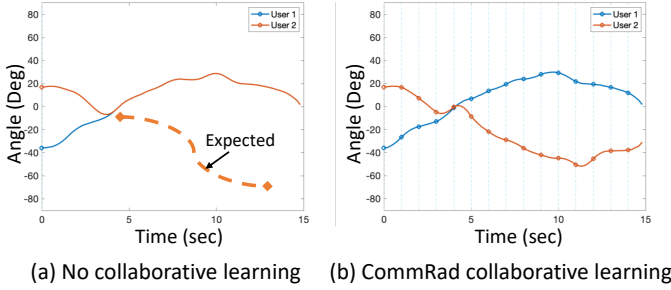 User 1
User 2
80
60
40
20
0
-20
-40
-60
-80
Angle (Deg)
Expected
0
5
10
15
Time (sec)
(a) No collaborative learning
User 1
User 2
80
60
40
20
0
-20
-40
-60
-80
Angle (Deg)
0
5
10
15
Time (sec)
(b) CommRad collaborative learning